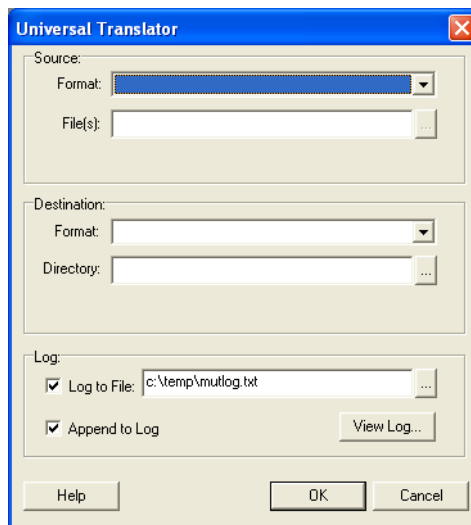 Universal Translator
Source:
Format:
File(s):
...
Destination:
Format:
Directory:
...
Log:
Log to File: c:\temp\mutlog.txt
...
Append to Log
View Log...
Help
OK
Cancel